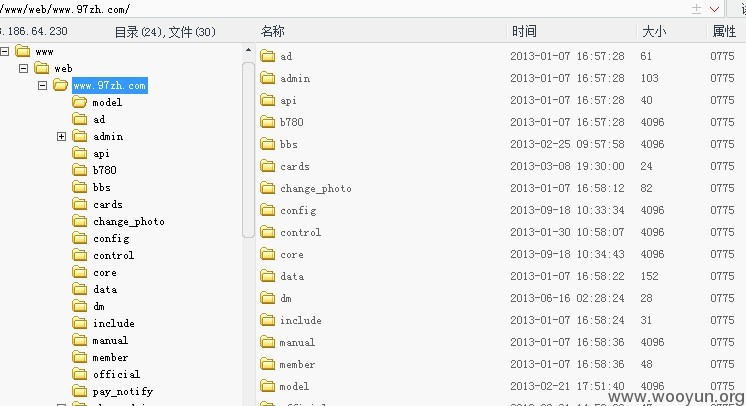 /www/web/www.97zh.com/
.186.64.230 目录(24),文件(30) 名称 时间 大小 属性
www
web
www.97zh.com
model
ad
admin
api
b780
bbs
cards
change_photo
config
control
core
data
dm
include
manual
member
official
pay_notify
ad 2013-01-07 16:57:28 61 0775
admin 2013-01-07 16:57:28 103 0775
api 2013-01-07 16:57:28 40 0775
b780 2013-01-07 16:57:28 4096 0775
bbs 2013-02-25 09:57:58 4096 0775
cards 2013-03-08 19:30:00 24 0775
change_photo 2013-01-07 16:58:12 82 0775
config 2013-09-18 10:33:34 4096 0775
control 2013-01-30 10:58:07 4096 0775
core 2013-09-18 10:34:43 4096 0775
data 2013-01-07 16:58:22 152 0775
dm 2013-06-16 02:28:24 28 0775
include 2013-01-07 16:58:24 31 0775
manual 2013-01-07 16:58:36 4096 0775
member 2013-01-07 16:58:36 48 0775
model 2013-02-21 17:51:40 4096 0775
www.wooyun.org